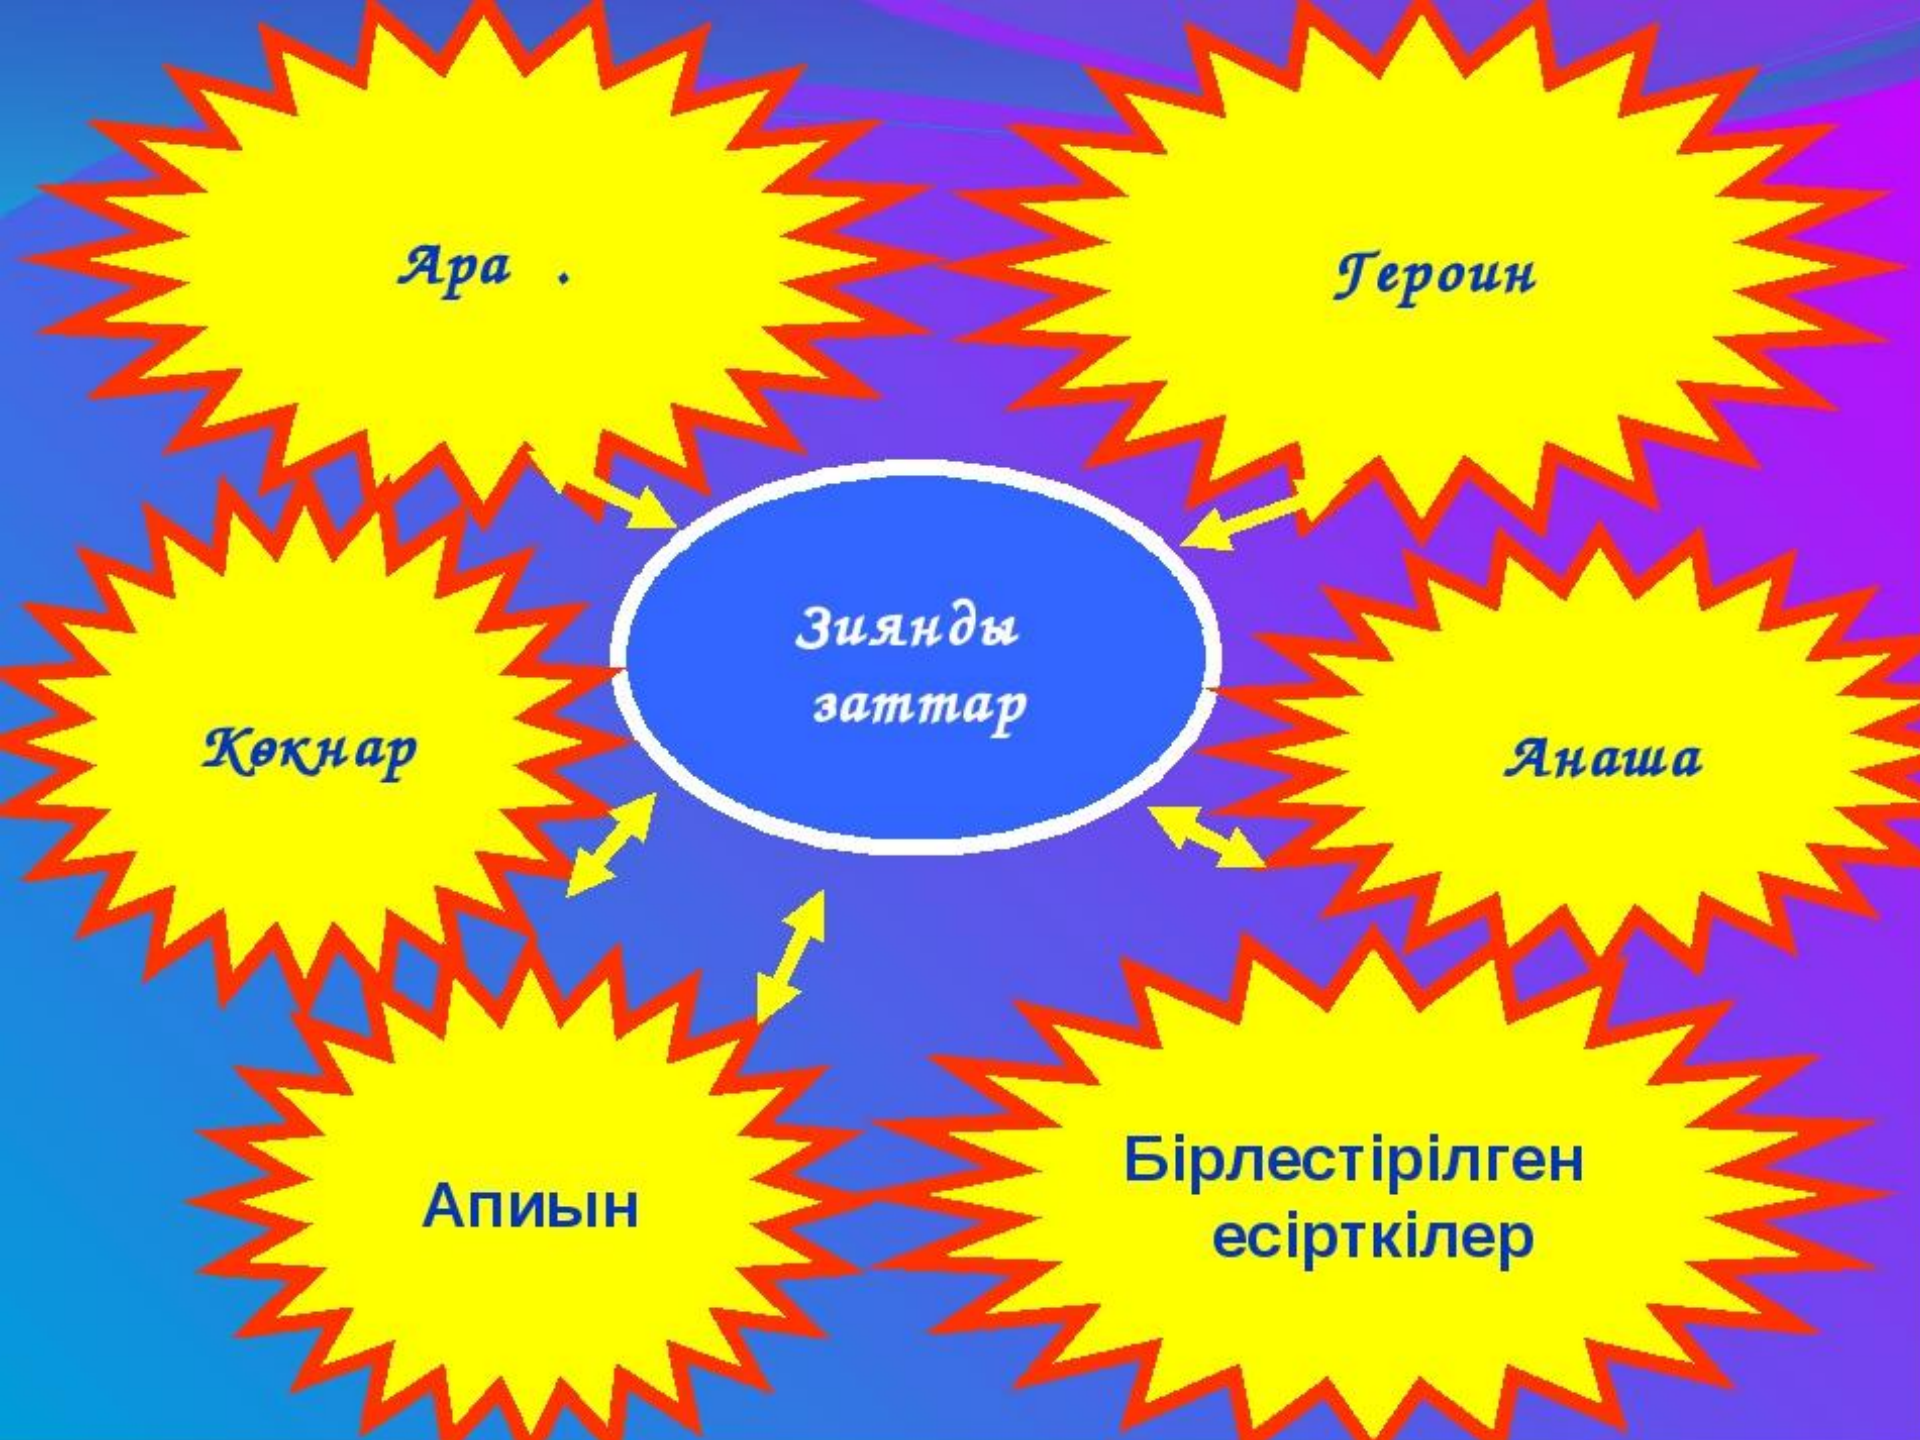 Ара .
Героин
Зиянды
заттар
Көкнар
Анаша
Апиын
Бірлестірілген
есірткілер